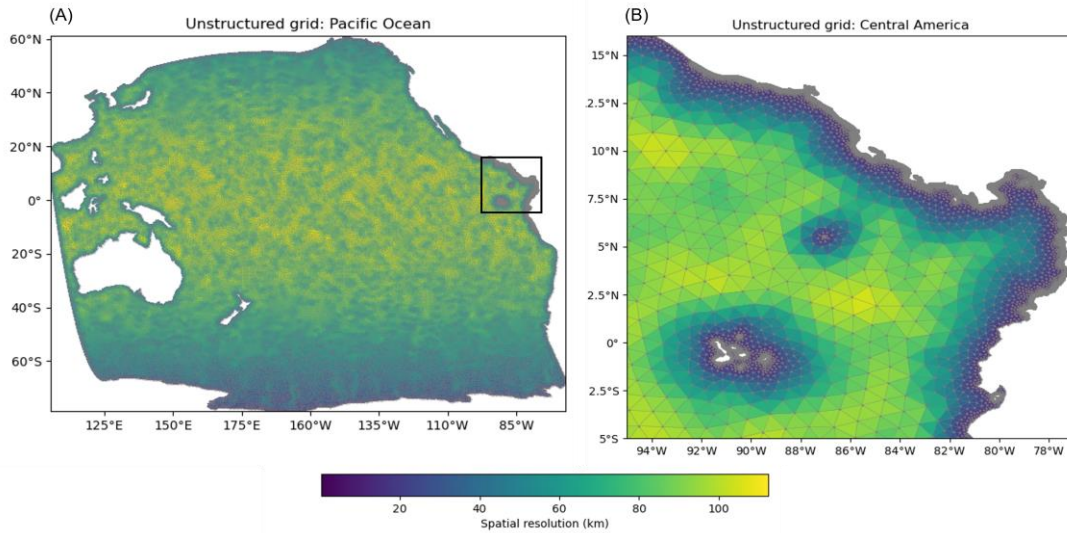 (A)
Unstructured grid: Pacific Ocean
60°N
40°N
20°N
0°
20°S
40°S
60°S
125°E
150°E
175°E
160°W
135°W
110°W
85°W
(B)
Unstructured grid: Central America
15°N
2.5°N
10°N
7.5°N
5°N
2.5°N
0°
2.5°S
5°S
94°W
92°W
90°W
88°W
86°W
84°W
82°W
80°W
78°W
20
40
60
80
100
Spatial resolution (km)